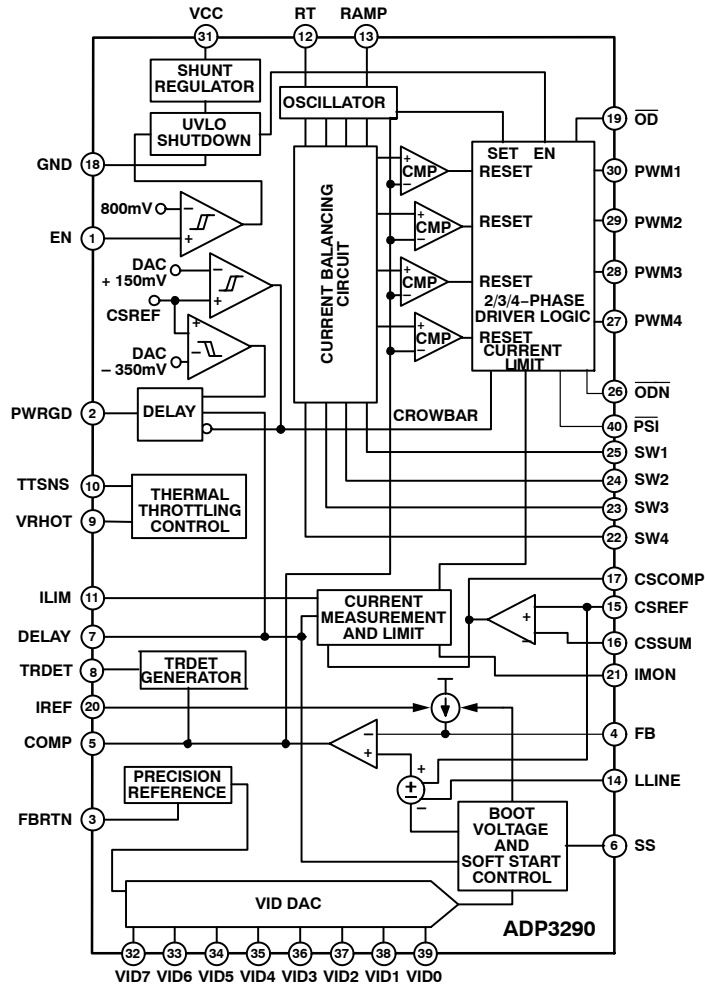 VCC RT RAMP
31 12 13
SHUNT
REGULATOR
OSCILLATOR
UVLO
SHUTDOWN
19 OD
GND 18
SET EN
+ CMP − RESET
30 PWM1
800mV − +
EN 1
+ CMP − RESET
29 PWM2
CURRENT BALANCING
CIRCUIT
DAC
+ 150mV − +
CSREF
+ CMP − RESET
28 PWM3
2/3/4−PHASE
DRIVER LOGIC
+ −
DAC
− 350mV
+ CMP − RESET
27 PWM4
CURRENT
LIMIT
26 ODN
PWRGD 2 DELAY
CROWBAR
40 PSI
25 SW1
24 SW2
TTSNS 10
THERMAL
THROTTLING
CONTROL
VRHOT 9
23 SW3
22 SW4
17 CSCOMP
ILIM 11
CURRENT
MEASUREMENT
AND LIMIT
+ −
15 CSREF
DELAY 7
16 CSSUM
TRDET 8
TRDET
GENERATOR
21 IMON
IREF 20
COMP 5
− +
4 FB
+ ± −
14 LLINE
PRECISION
REFERENCE
FBRTN 3
BOOT
VOLTAGE
AND
SOFT START
CONTROL
6 SS
VID DAC
ADP3290
32 33 34 35 36 37 38 39
VID7 VID6 VID5 VID4 VID3 VID2 VID1 VID0